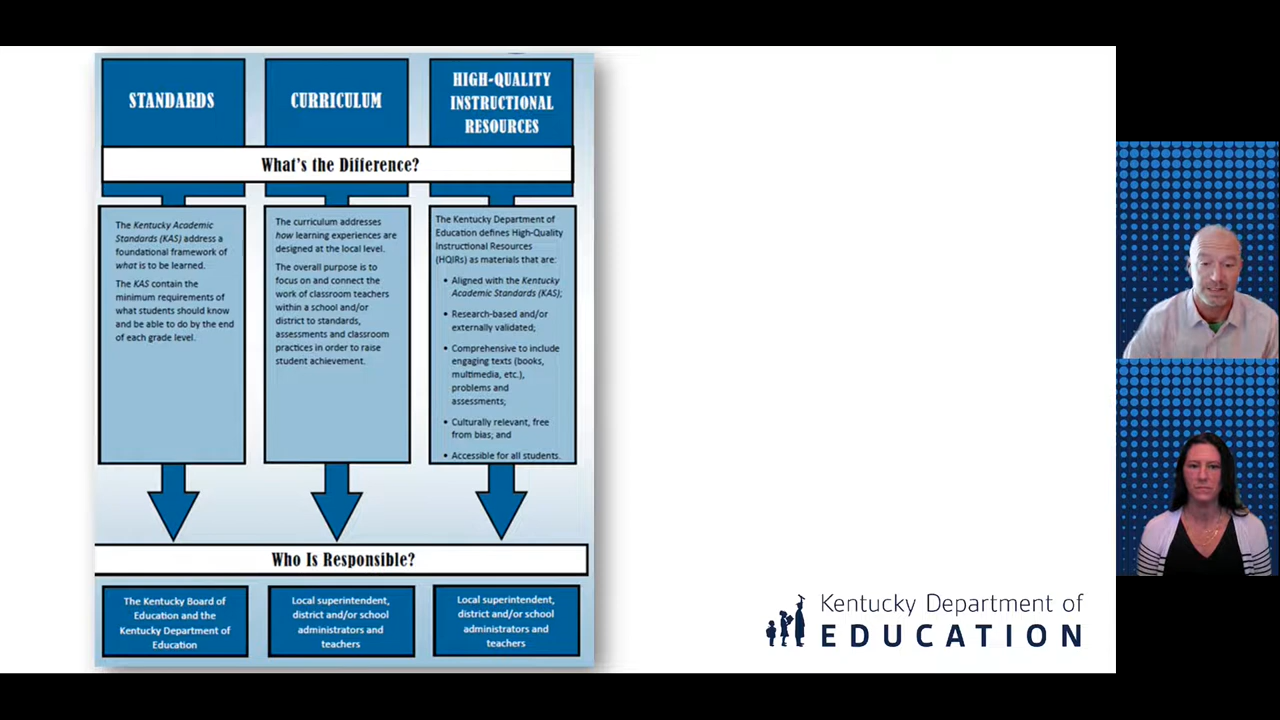 STANDARDS
CURRICULUM
HIGH-QUALITY
INSTRUCTIONAL
RESOURCES
What's the Difference?
The Kentucky Academic
Standards (KAS) address a
foundational framework of
what is to be learned.
The KAS contain the
minimum requirements of
what students should know
and be able to do by the end
of each grade level.
The curriculum addresses
how learning experiences are
designed at the local level.
The overall purpose is to
focus on and connect the
work of classroom teachers
within a school and/or
district to standards,
assessments and classroom
practices in order to raise
student achievement.
The Kentucky Department of
Education defines High-Quality
Instructional Resources
(HQIRs) as materials that are:
• Aligned with the Kentucky
Academic Standards (KAS);
• Research-based and/or
externally validated;
• Comprehensive to include
engaging texts (books,
multimedia, etc.),
problems and
assessments;
• Culturally relevant, free
from bias; and
• Accessible for all students.
Who Is Responsible?
The Kentucky Board of
Education and the
Kentucky Department of
Education
Local superintendent,
district and/or school
administrators and
teachers
Local superintendent,
district and/or school
administrators and
teachers
Kentucky Department of
EDUCATION